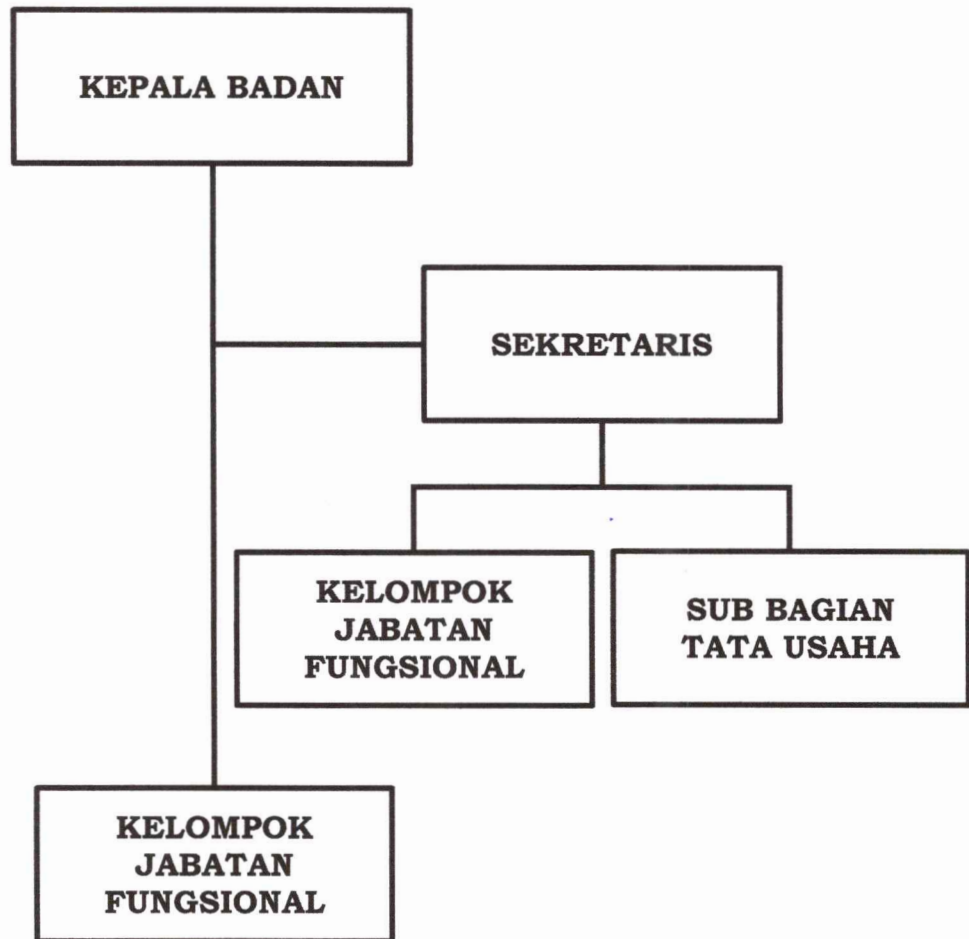 KEPALA BADAN
SEKRETARIS
KELOMPOK
JABATAN
FUNGSIONAL
SUB BAGIAN
TATA USAHA
KELOMPOK
JABATAN
FUNGSIONAL